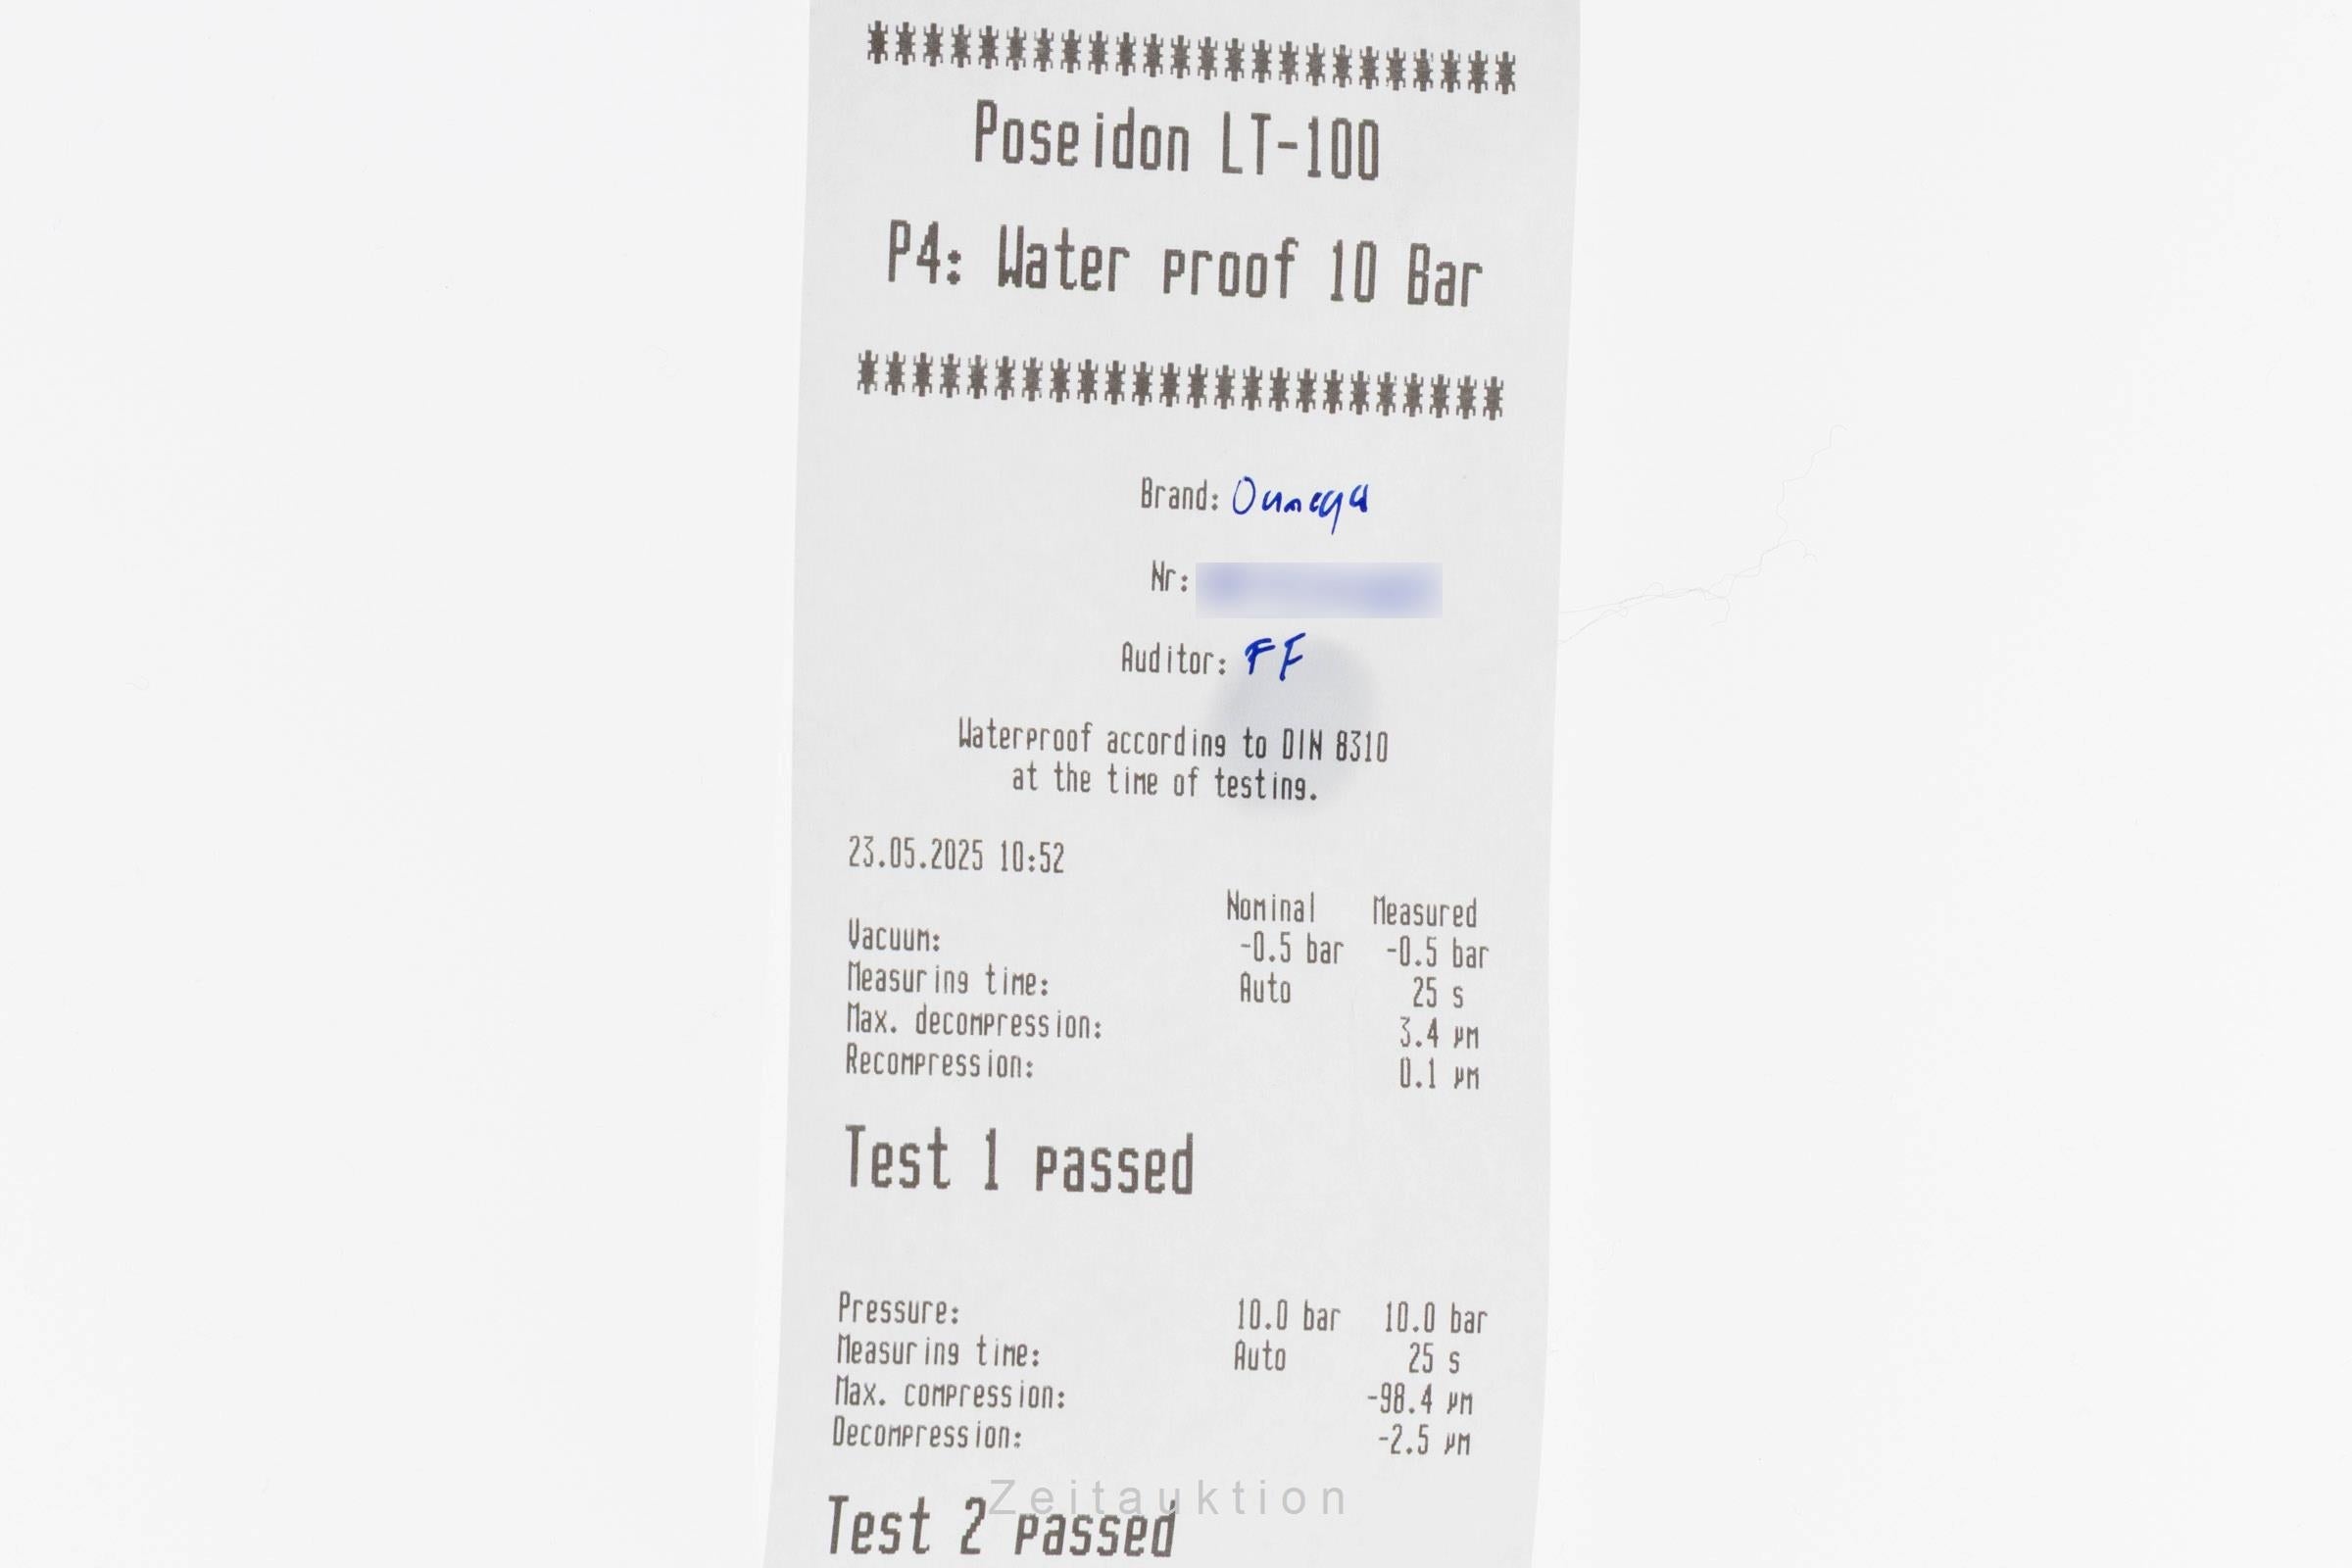 ************************
Poseidon LT-100
P4: Water proof 10 Bar
************************
Brand: Oumega
Nr:
Auditor: FF
Waterproof according to DIN 8310
at the time of testing.
23.05.2025 10:52
Nominal Measured
Vacuum: -0.5 bar -0.5 bar
Measuring time: Auto 25 s
Max. decompression: 3.4 µm
Recompression: 0.1 µm
Test 1 passed
Pressure: 10.0 bar 10.0 bar
Measuring time: Auto 25 s
Max. compression: -98.4 µm
Decompression: -2.5 µm
Zeitauktion
Test 2 passed